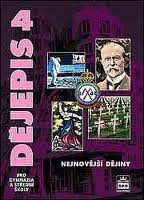 DĚJEPIS 4
PRO
GYMNÁZIA
A STŘEDNÍ
ŠKOLY
NEJNOVĚJŠÍ DĚJINY